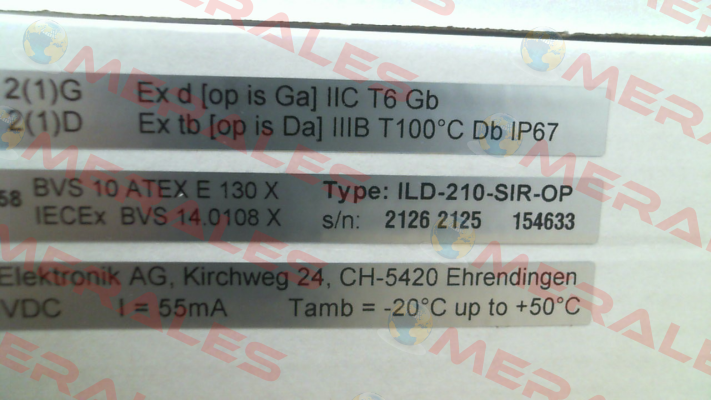 2(1)G Ex d [op is Ga] IIC T6 Gb
2(1)D Ex tb [op is Da] IIIB T100°C Db IP67
58 BVS 10 ATEX E 130 X Type: ILD-210-SIR-OP
IECEx BVS 14.0108 X s/n: 2126 2125 154633
Elektronik AG, Kirchweg 24, CH-5420 Ehrendingen
VDC I = 55mA Tamb = -20°C up to +50°C
MERALES